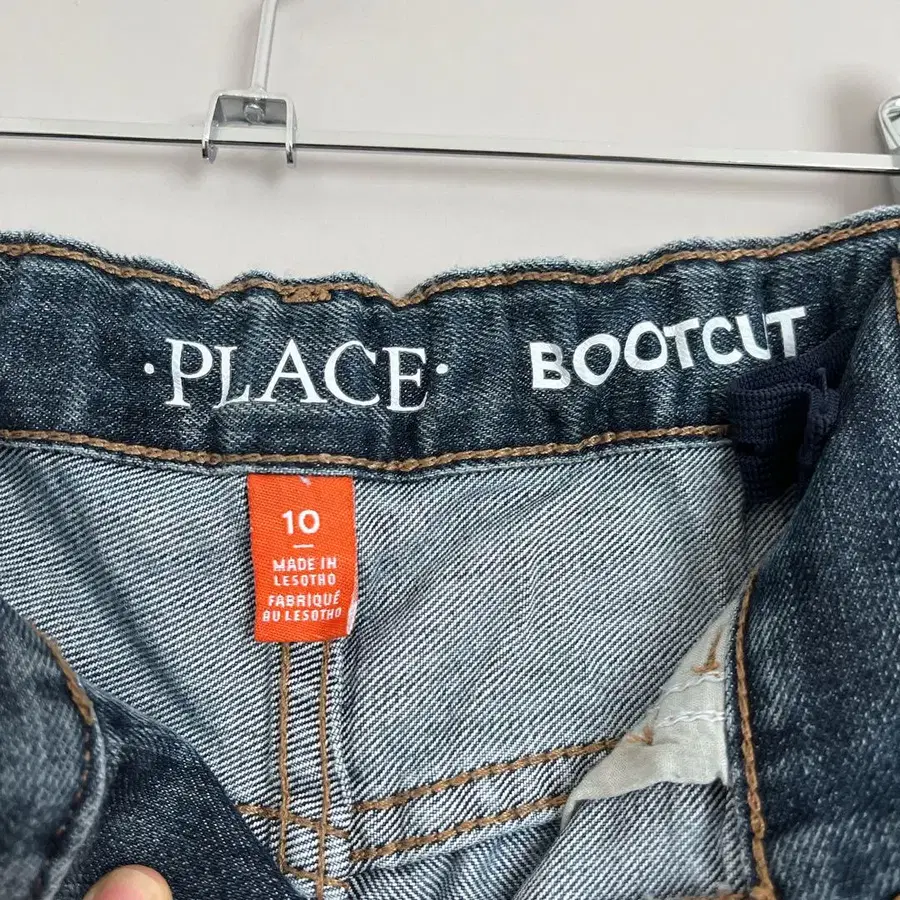 ·PLACE·
BOOTCUT
10
MADE IN
LESOTHO
FABRIQUÉ
AU LESOTHO